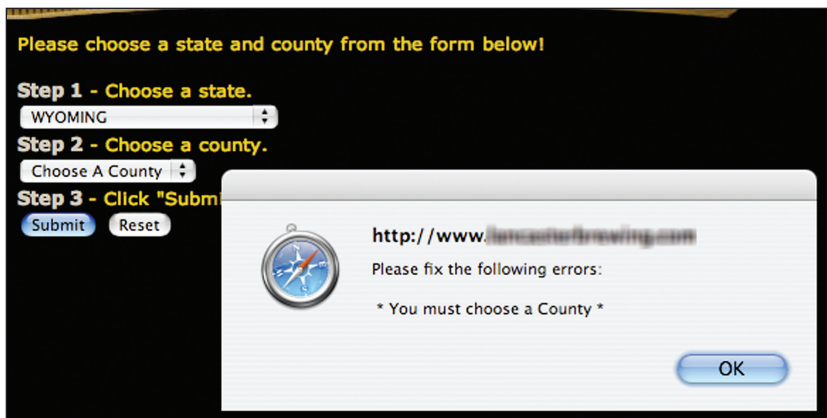 Please choose a state and county from the form below!
Step 1 - Choose a state.
WYOMING
Step 2 - Choose a county.
Choose A County
Step 3 - Click "Subm
Submit Reset
http://www.
Please fix the following errors:
* You must choose a County *
OK